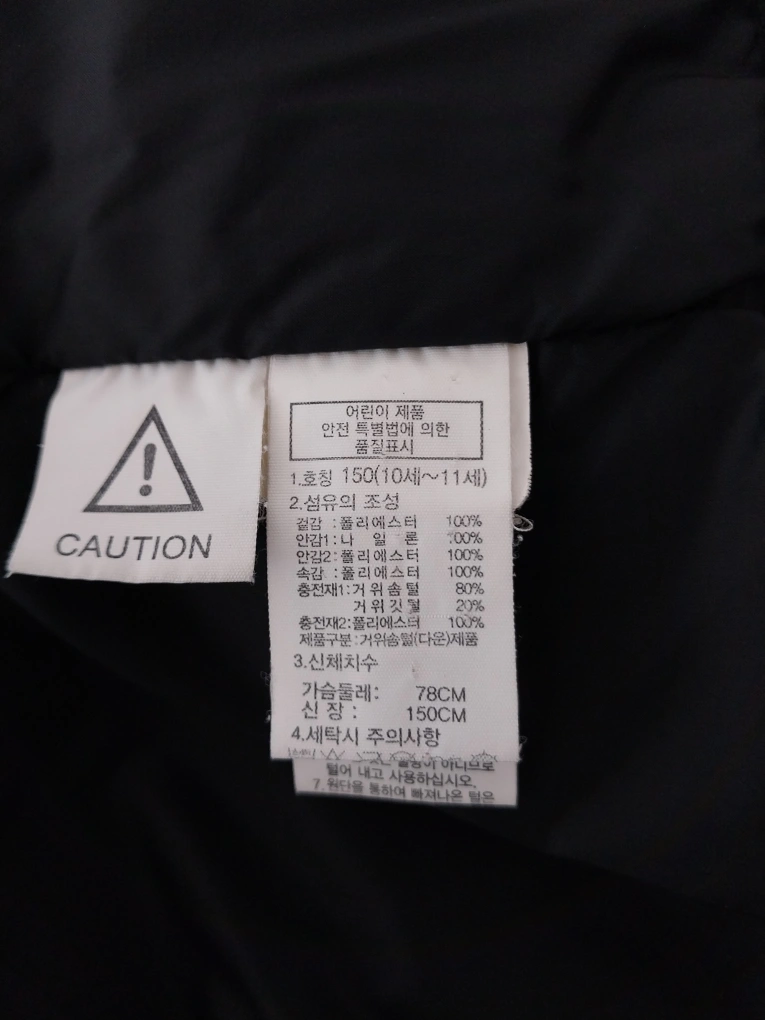 CAUTION
어린이 제품
안전 특별법에 의한
품질표시
1.호칭 150(10세~11세)
2.섬유의 조성
겉감 : 폴리에스터 100%
안감1: 나 일 론 100%
안감2: 폴리에스터 100%
속감 : 폴리에스터 100%
충전재1: 거위솜털 80%
거위깃털 20%
충전재2: 폴리에스터 100%
제품구분: 거위솜털(다운)제품
3.신체치수
가슴둘레: 78CM
신 장 : 150CM
4.세탁시 주의사항
아니므로
털어 내고 사용하십시오.
7.원단을 통하여 빠져나온 털은